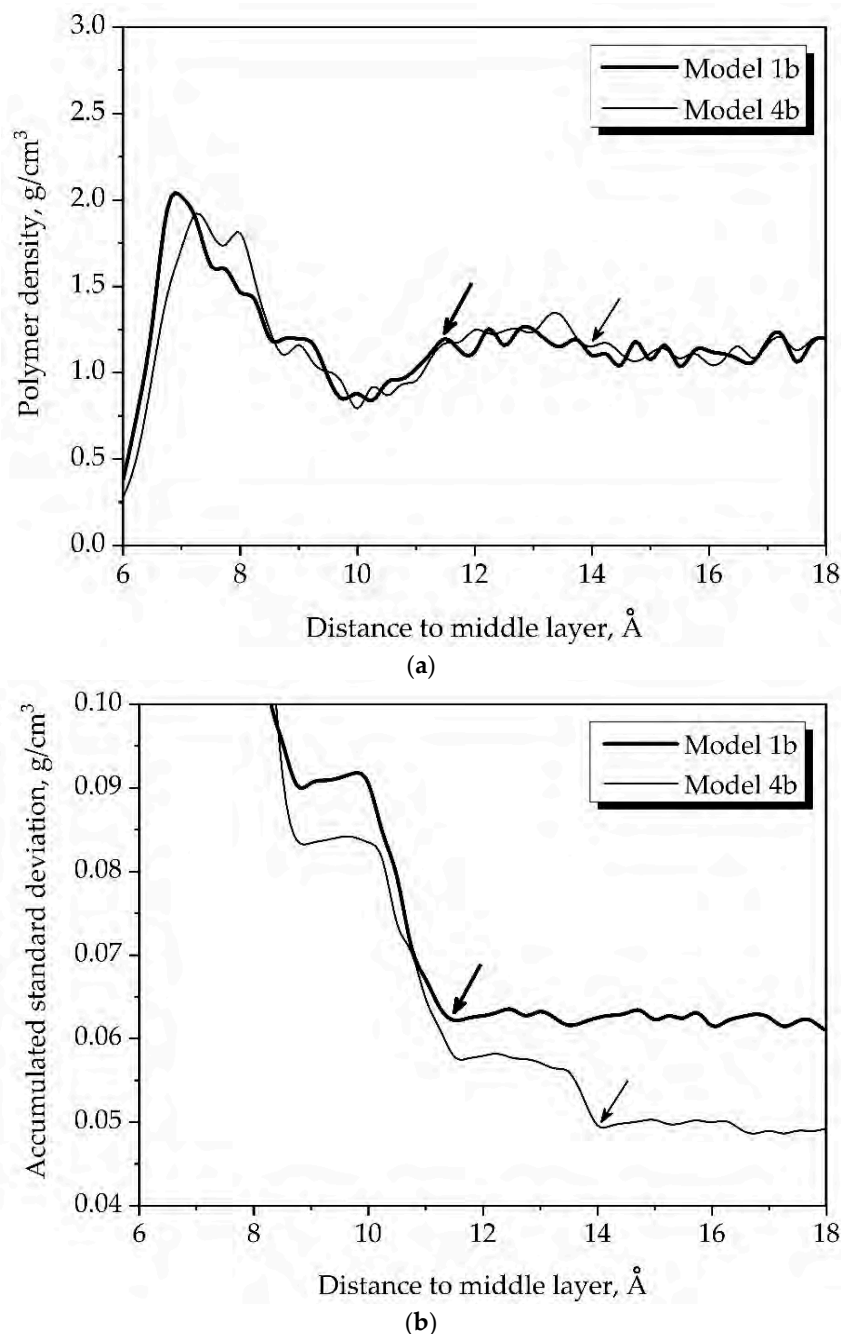 3.0
2.5
2.0
1.5
1.0
0.5
0.0
Polymer density, g/cm³
Model 1b
Model 4b
6 8 10 12 14 16 18
Distance to middle layer, Å
(a)
0.10
0.09
0.08
0.07
0.06
0.05
0.04
Accumulated standard deviation, g/cm³
Model 1b
Model 4b
6 8 10 12 14 16 18
Distance to middle layer, Å
(b)